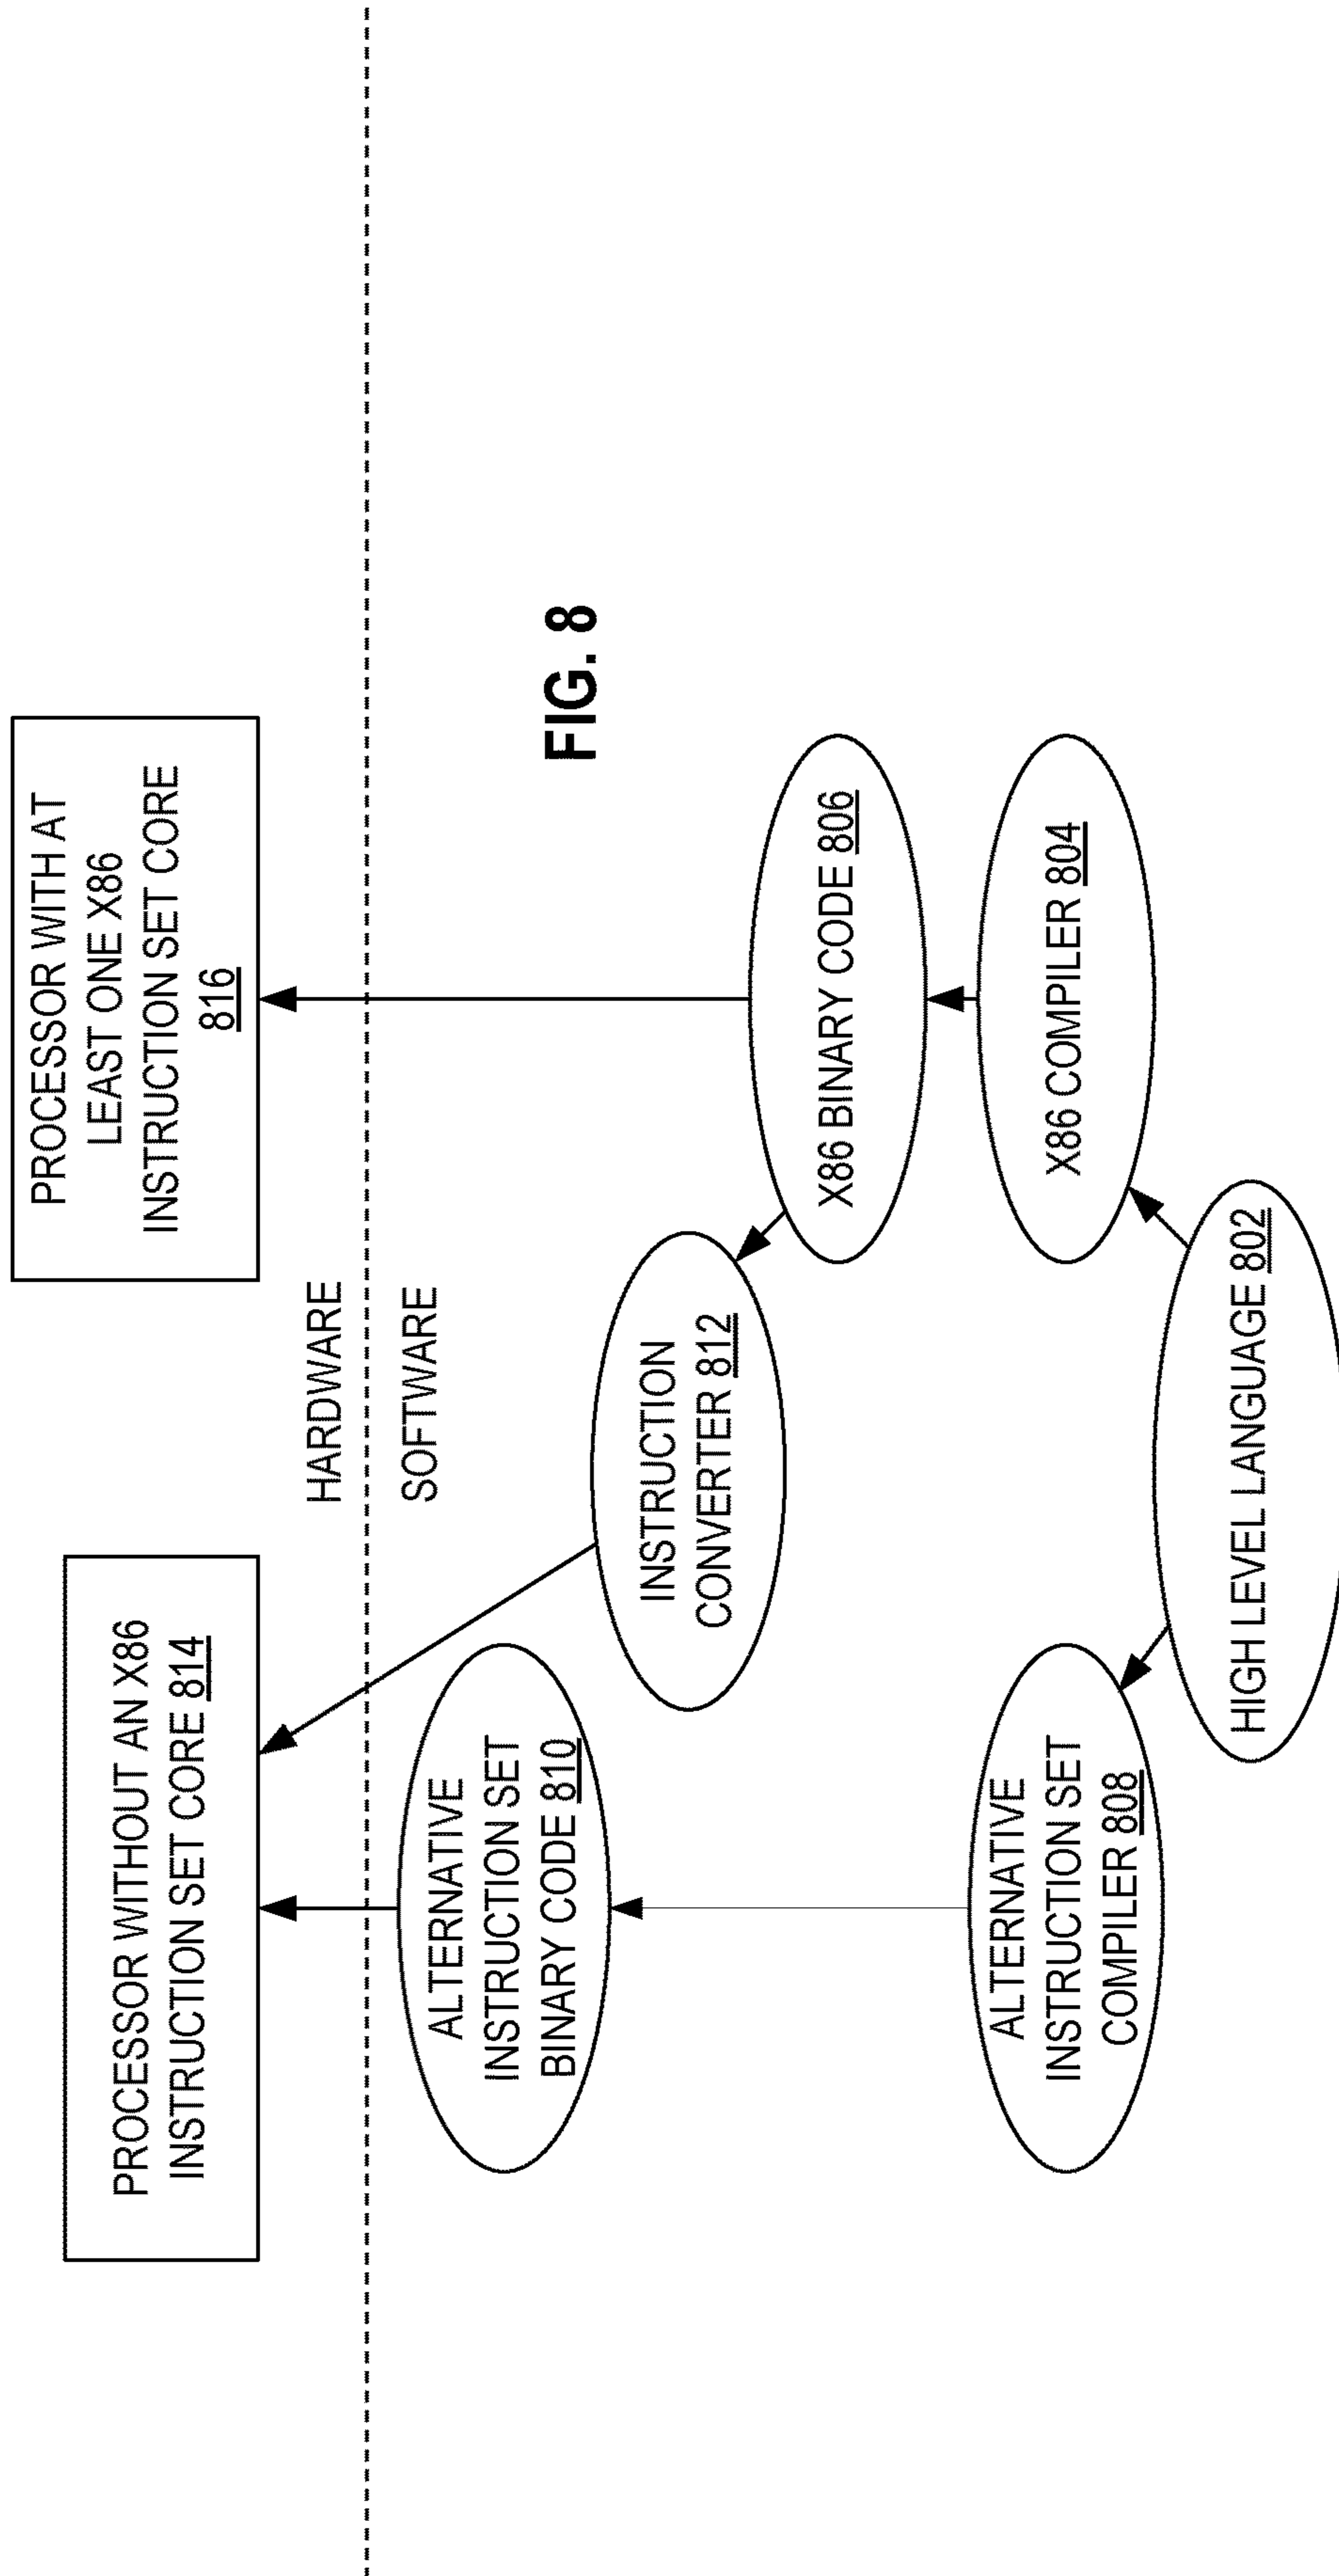 PROCESSOR WITHOUT AN X86
INSTRUCTION SET CORE 814
PROCESSOR WITH AT
LEAST ONE X86
INSTRUCTION SET CORE
816
HARDWARE
SOFTWARE
ALTERNATIVE
INSTRUCTION SET
BINARY CODE 810
INSTRUCTION
CONVERTER 812
FIG. 8
X86 BINARY CODE 806
ALTERNATIVE
INSTRUCTION SET
COMPILER 808
X86 COMPILER 804
HIGH LEVEL LANGUAGE 802